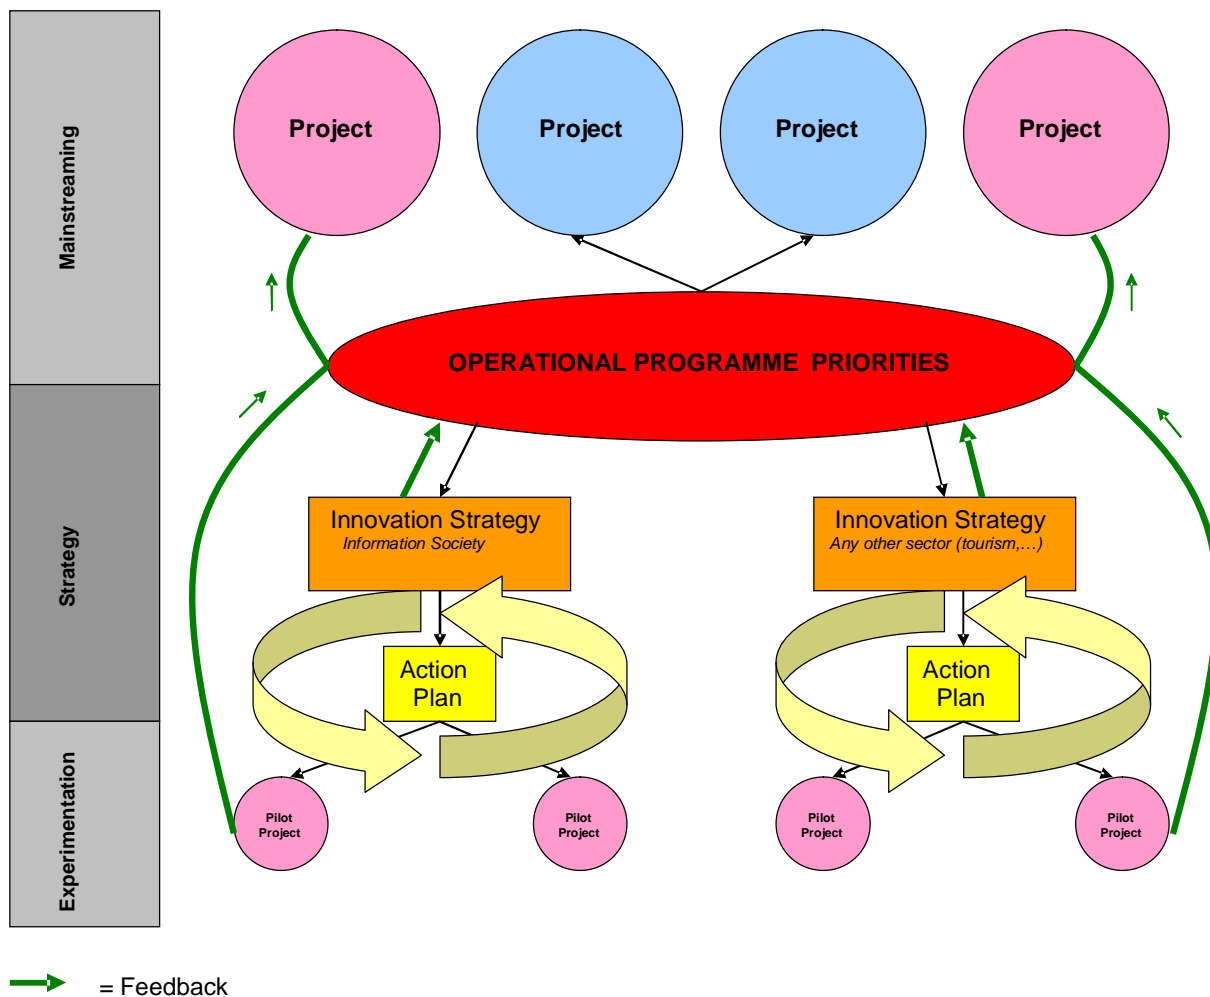 Mainstreaming
Project
Project
Project
Project
OPERATIONAL PROGRAMME PRIORITIES
Strategy
Innovation Strategy
Information Society
Innovation Strategy
Any other sector (tourism,...)
Action
Plan
Action
Plan
Experimentation
Pilot
Project
Pilot
Project
Pilot
Project
Pilot
Project
= Feedback